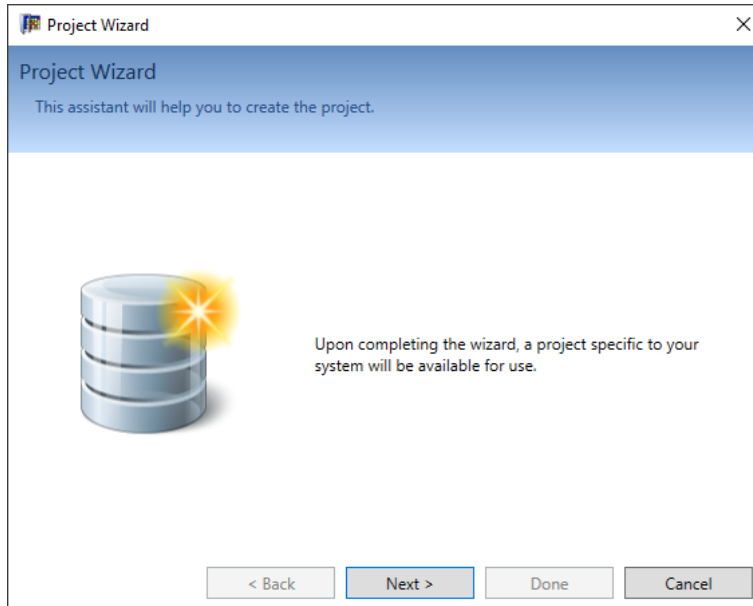 Project Wizard
Project Wizard
This assistant will help you to create the project.
Upon completing the wizard, a project specific to your
system will be available for use.
< Back
Next >
Done
Cancel